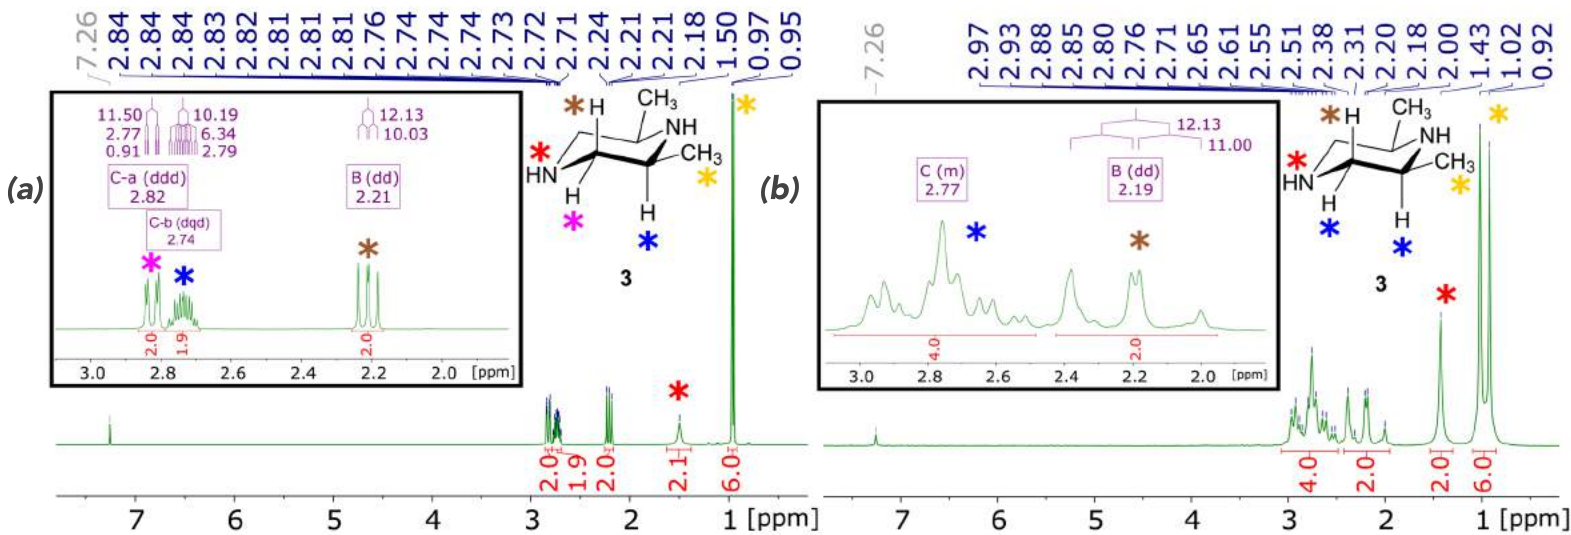 7.26 2.84 2.84 2.84 2.83 2.82 2.81 2.81 2.81 2.76 2.74 2.74 2.74 2.73 2.72 2.71 2.24 2.21 2.21 2.18 1.50 0.97 0.95
(a)
11.50 10.19 12.13
2.77 6.34 10.03
0.91 2.79
C-a (ddd)
2.82
B (dd)
2.21
C-b (dqd)
2.74
2.0 1.9 2.0
3.0 2.8 2.6 2.4 2.2 2.0 [ppm]
H
CH3
NH
HN
CH3
H
H
3
2.0 1.9 2.0 2.1 6.0
7 6 5 4 3 2 1 [ppm]
7.26 2.97 2.93 2.88 2.85 2.80 2.76 2.71 2.65 2.61 2.55 2.51 2.38 2.31 2.20 2.18 2.00 1.43 1.02 0.92
(b)
12.13
11.00
C (m)
2.77
B (dd)
2.19
4.0 2.0
3.0 2.8 2.6 2.4 2.2 2.0 [ppm]
H
CH3
NH
HN
CH3
H
H
3
4.0 2.0 2.0 6.0
7 6 5 4 3 2 1 [ppm]